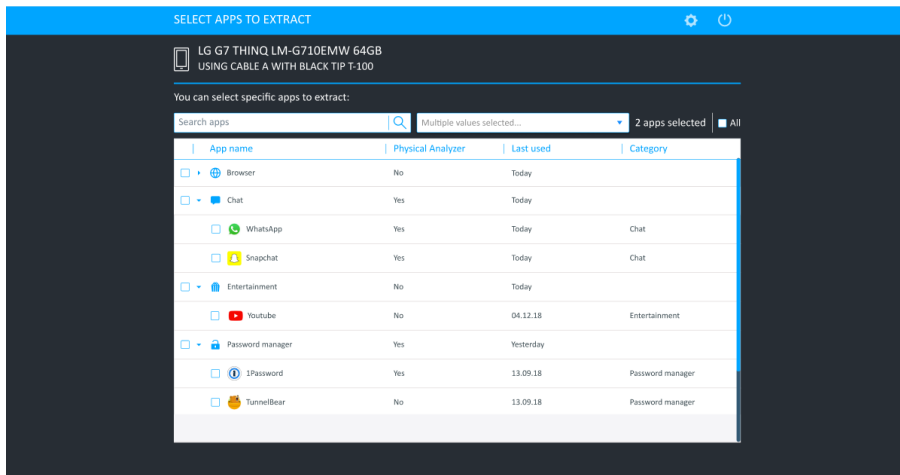 SELECT APPS TO EXTRACT
LG G7 THINQ LM-G710EMW 64GB
USING CABLE A WITH BLACK TIP T-100
You can select specific apps to extract:
Search apps Multiple values selected... 2 apps selected All
App name Physical Analyzer Last used Category
Browser No Today
Chat Yes Today
WhatsApp Yes Today Chat
Snapchat Yes Today Chat
Entertainment No Today
Youtube No 04.12.18 Entertainment
Password manager Yes Yesterday
1Password Yes 13.09.18 Password manager
TunnelBear No 13.09.18 Password manager